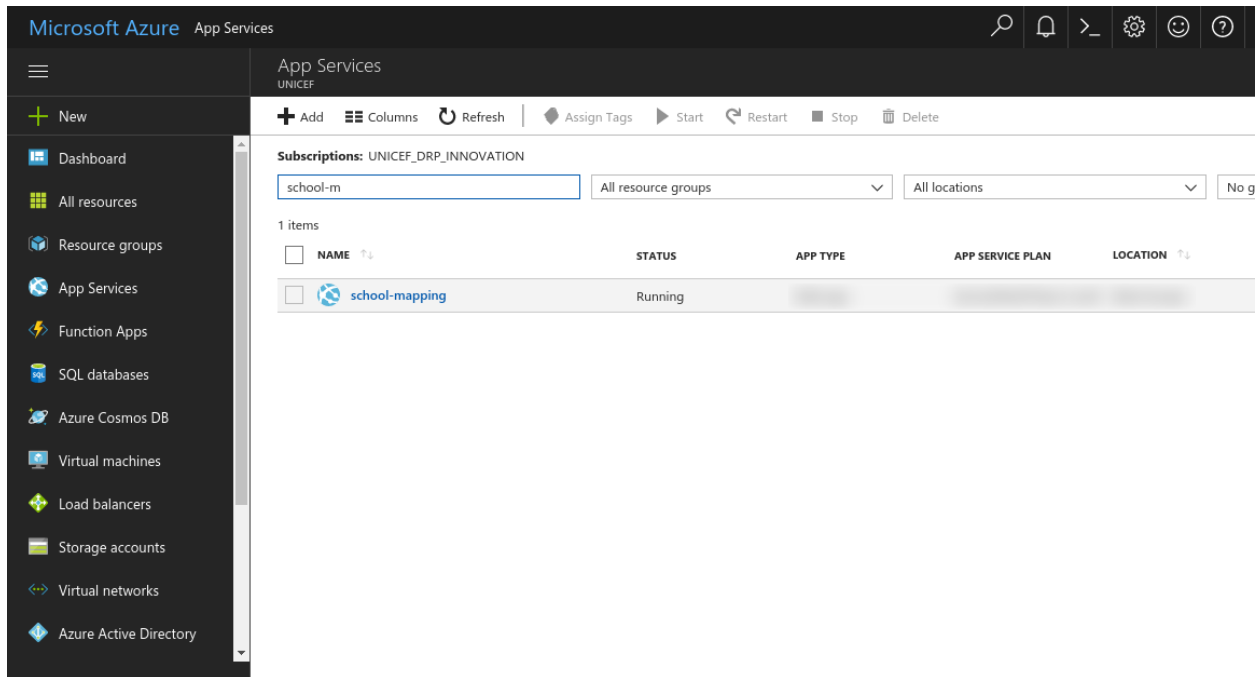 Microsoft Azure App Services
>_
?
App Services
UNICEF
New
Add Columns Refresh Assign Tags Start Restart Stop Delete
Dashboard
Subscriptions: UNICEF_DRP_INNOVATION
school-m All resource groups All locations No g
All resources
1 items
Resource groups
NAME STATUS APP TYPE APP SERVICE PLAN LOCATION
App Services
school-mapping Running
Function Apps
SQL databases
Azure Cosmos DB
Virtual machines
Load balancers
Storage accounts
Virtual networks
Azure Active Directory